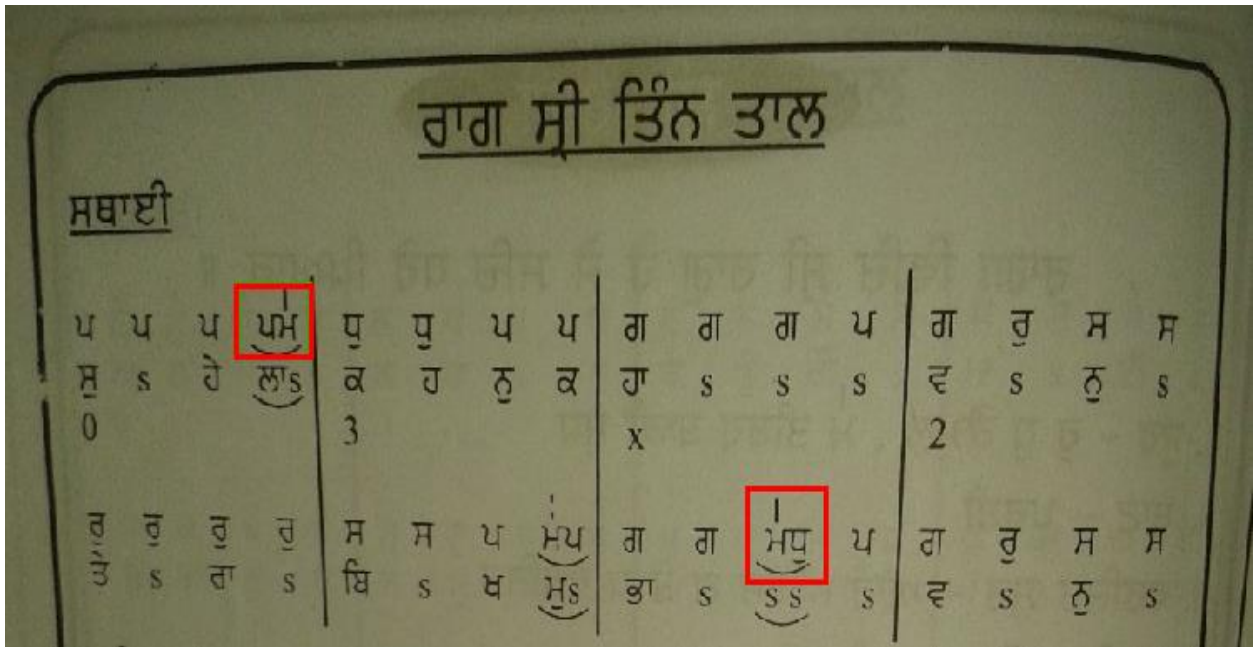 ਰਾਗ ਸ੍ਰੀ ਤਿੰਨ ਤਾਲ
ਸਥਾਈ
ਪ ਪ ਪ ਪਮ॑ ਧੁ ਧੁ ਪ ਪ ਗ ਗ ਗ ਪ ਗ ਰੁ ਸ ਸ
ਸੁ s ਹੇ ਲਾs ਕ ਹ ਨੁ ਕ ਹਾ s s s ਵ s ਨੁ s
0 3 x 2
ਰੁ ਰੁ ਰੁ ਰੁ ਸ ਸ ਪ ਮ॑ਪ ਗ ਗ ਮ॑ਧੁ ਪ ਗ ਰੁ ਸ ਸ
ਤੇ s ਰਾ s ਬਿ s ਖ ਮੁs ਭਾ s ss s ਵ s ਨੁ s